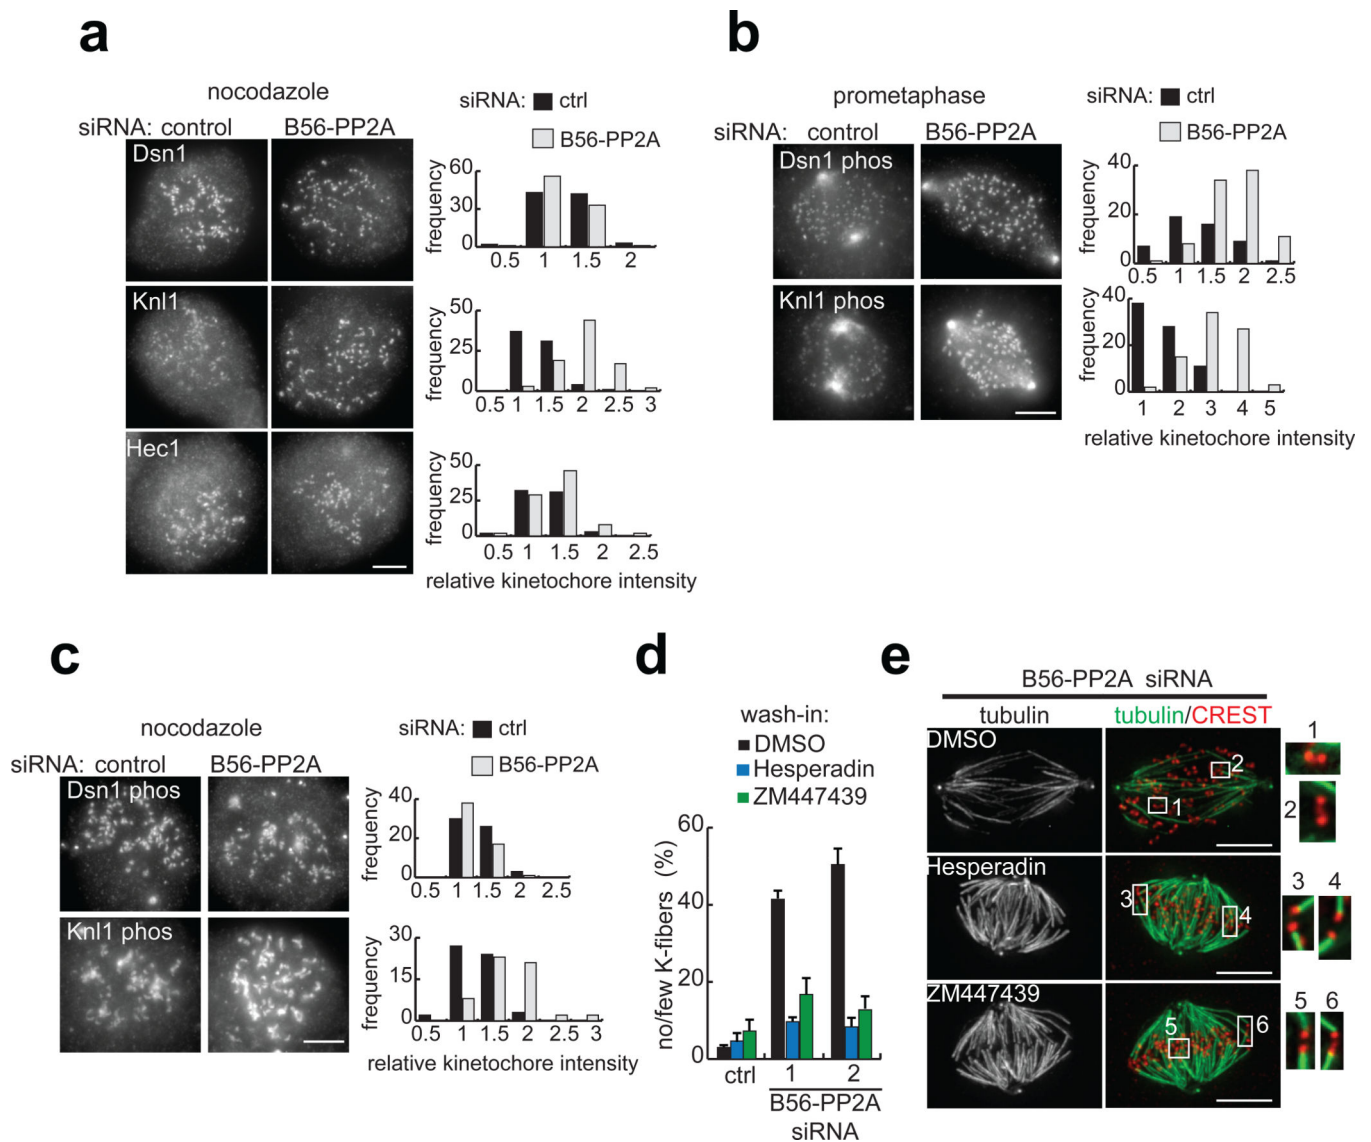 a
nocodazole
siRNA: control B56-PP2A
siRNA: ctrl
B56-PP2A
Dsn1
Knl1
Hec1
frequency
60
30
0
0.5 1 1.5 2
frequency
50
25
0
0.5 1 1.5 2 2.5 3
frequency
50
25
0
0.5 1 1.5 2 2.5
relative kinetochore intensity
b
prometaphase
siRNA: control B56-PP2A
siRNA: ctrl
B56-PP2A
Dsn1 phos
Knl1 phos
frequency
40
20
0
0.5 1 1.5 2 2.5
frequency
40
20
0
1 2 3 4 5
relative kinetochore intensity
c
nocodazole
siRNA: control B56-PP2A
siRNA: ctrl
B56-PP2A
Dsn1 phos
Knl1 phos
frequency
40
20
0
0.5 1 1.5 2 2.5
frequency
30
15
0
0.5 1 1.5 2 2.5 3
relative kinetochore intensity
d
wash-in:
DMSO
Hesperadin
ZM447439
no/few K-fibers (%)
60
40
20
0
ctrl 1 2
B56-PP2A
siRNA
e
B56-PP2A siRNA
tubulin tubulin/CREST
DMSO
1
2
1
2
Hesperadin
3
4
3 4
ZM447439
5
6
5 6